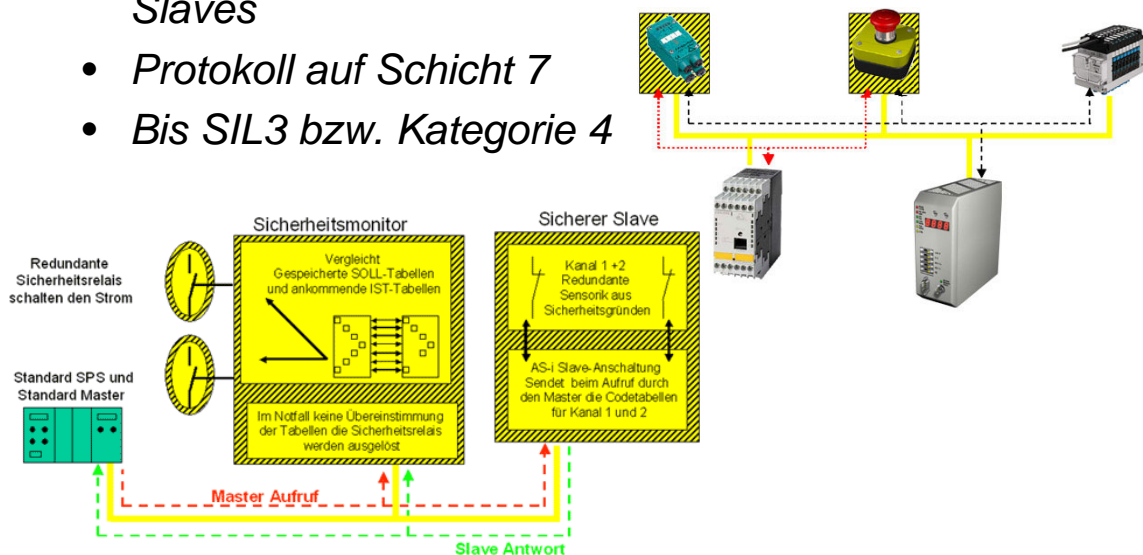 Slaves
• Protokoll auf Schicht 7
• Bis SIL3 bzw. Kategorie 4
Sicherheitsmonitor
Sicherer Slave
Redundante
Sicherheitsrelais
schalten den Strom
Vergleicht
Gespeicherte SOLL-Tabellen
und ankommende IST-Tabellen
Kanal 1 +2
Redundante
Sensorik aus
Sicherheitsgründen
Standard SPS und
Standard Master
Im Notfall keine Übereinstimmung
der Tabellen die Sicherheitsrelais
werden ausgelöst
AS-i Slave-Anschaltung
Sendet beim Aufruf durch
den Master die Codetabellen
für Kanal 1 und 2
Master Aufruf
Slave Antwort